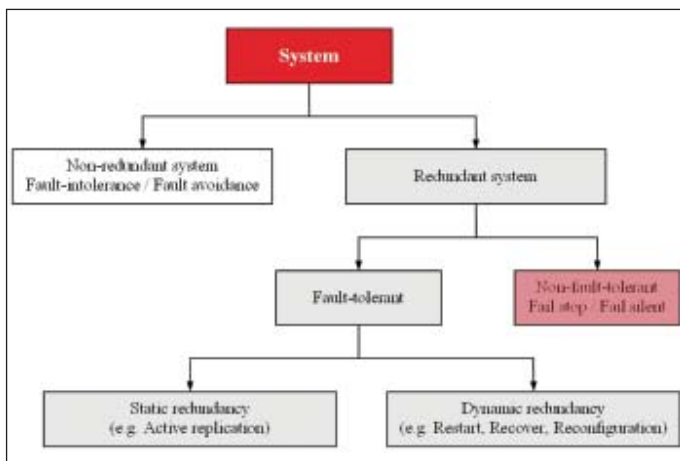 System
Non-redundant system
Fault-intolerance / Fault avoidance
Redundant system
Fault-tolerant
Non-fault-tolerant
Fail stop / Fail silent
Static redundancy
(e.g. Active replication)
Dynamic redundancy
(e.g. Restart, Recover, Reconfiguration)